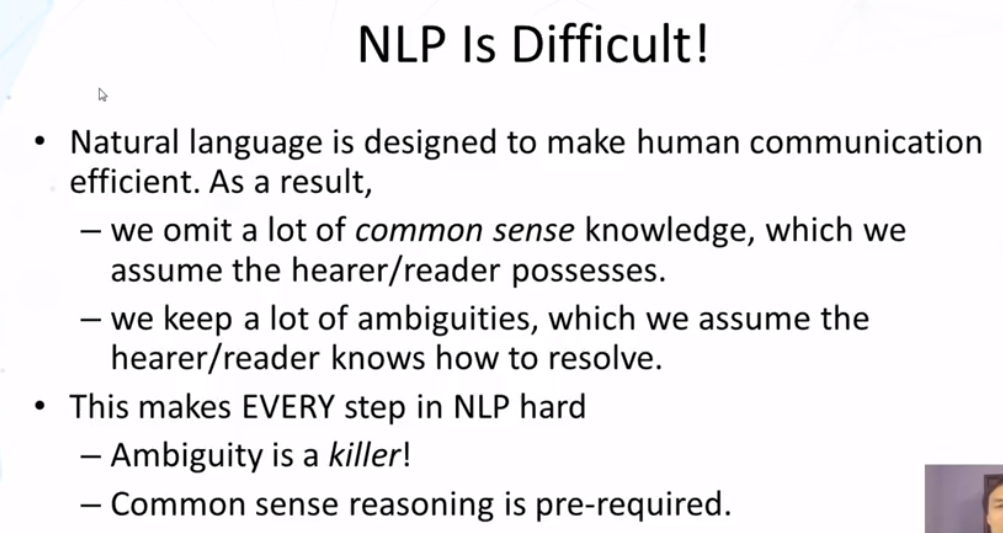 NLP Is Difficult!
• Natural language is designed to make human communication
efficient. As a result,
– we omit a lot of common sense knowledge, which we
assume the hearer/reader possesses.
– we keep a lot of ambiguities, which we assume the
hearer/reader knows how to resolve.
• This makes EVERY step in NLP hard
– Ambiguity is a killer!
– Common sense reasoning is pre-required.